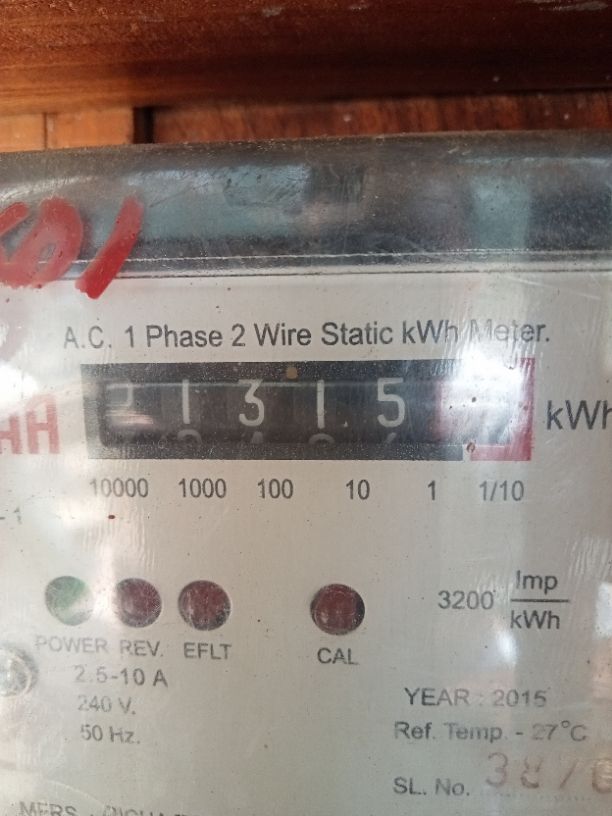 A.C. 1 Phase 2 Wire Static kWh Meter.
21315 kWh
10000 1000 100 10 1 1/10
3200 Imp/kWh
POWER REV. EFLT CAL
2.5-10 A
240 V.
50 Hz.
YEAR : 2015
Ref. Temp. - 27°C
SL. No.